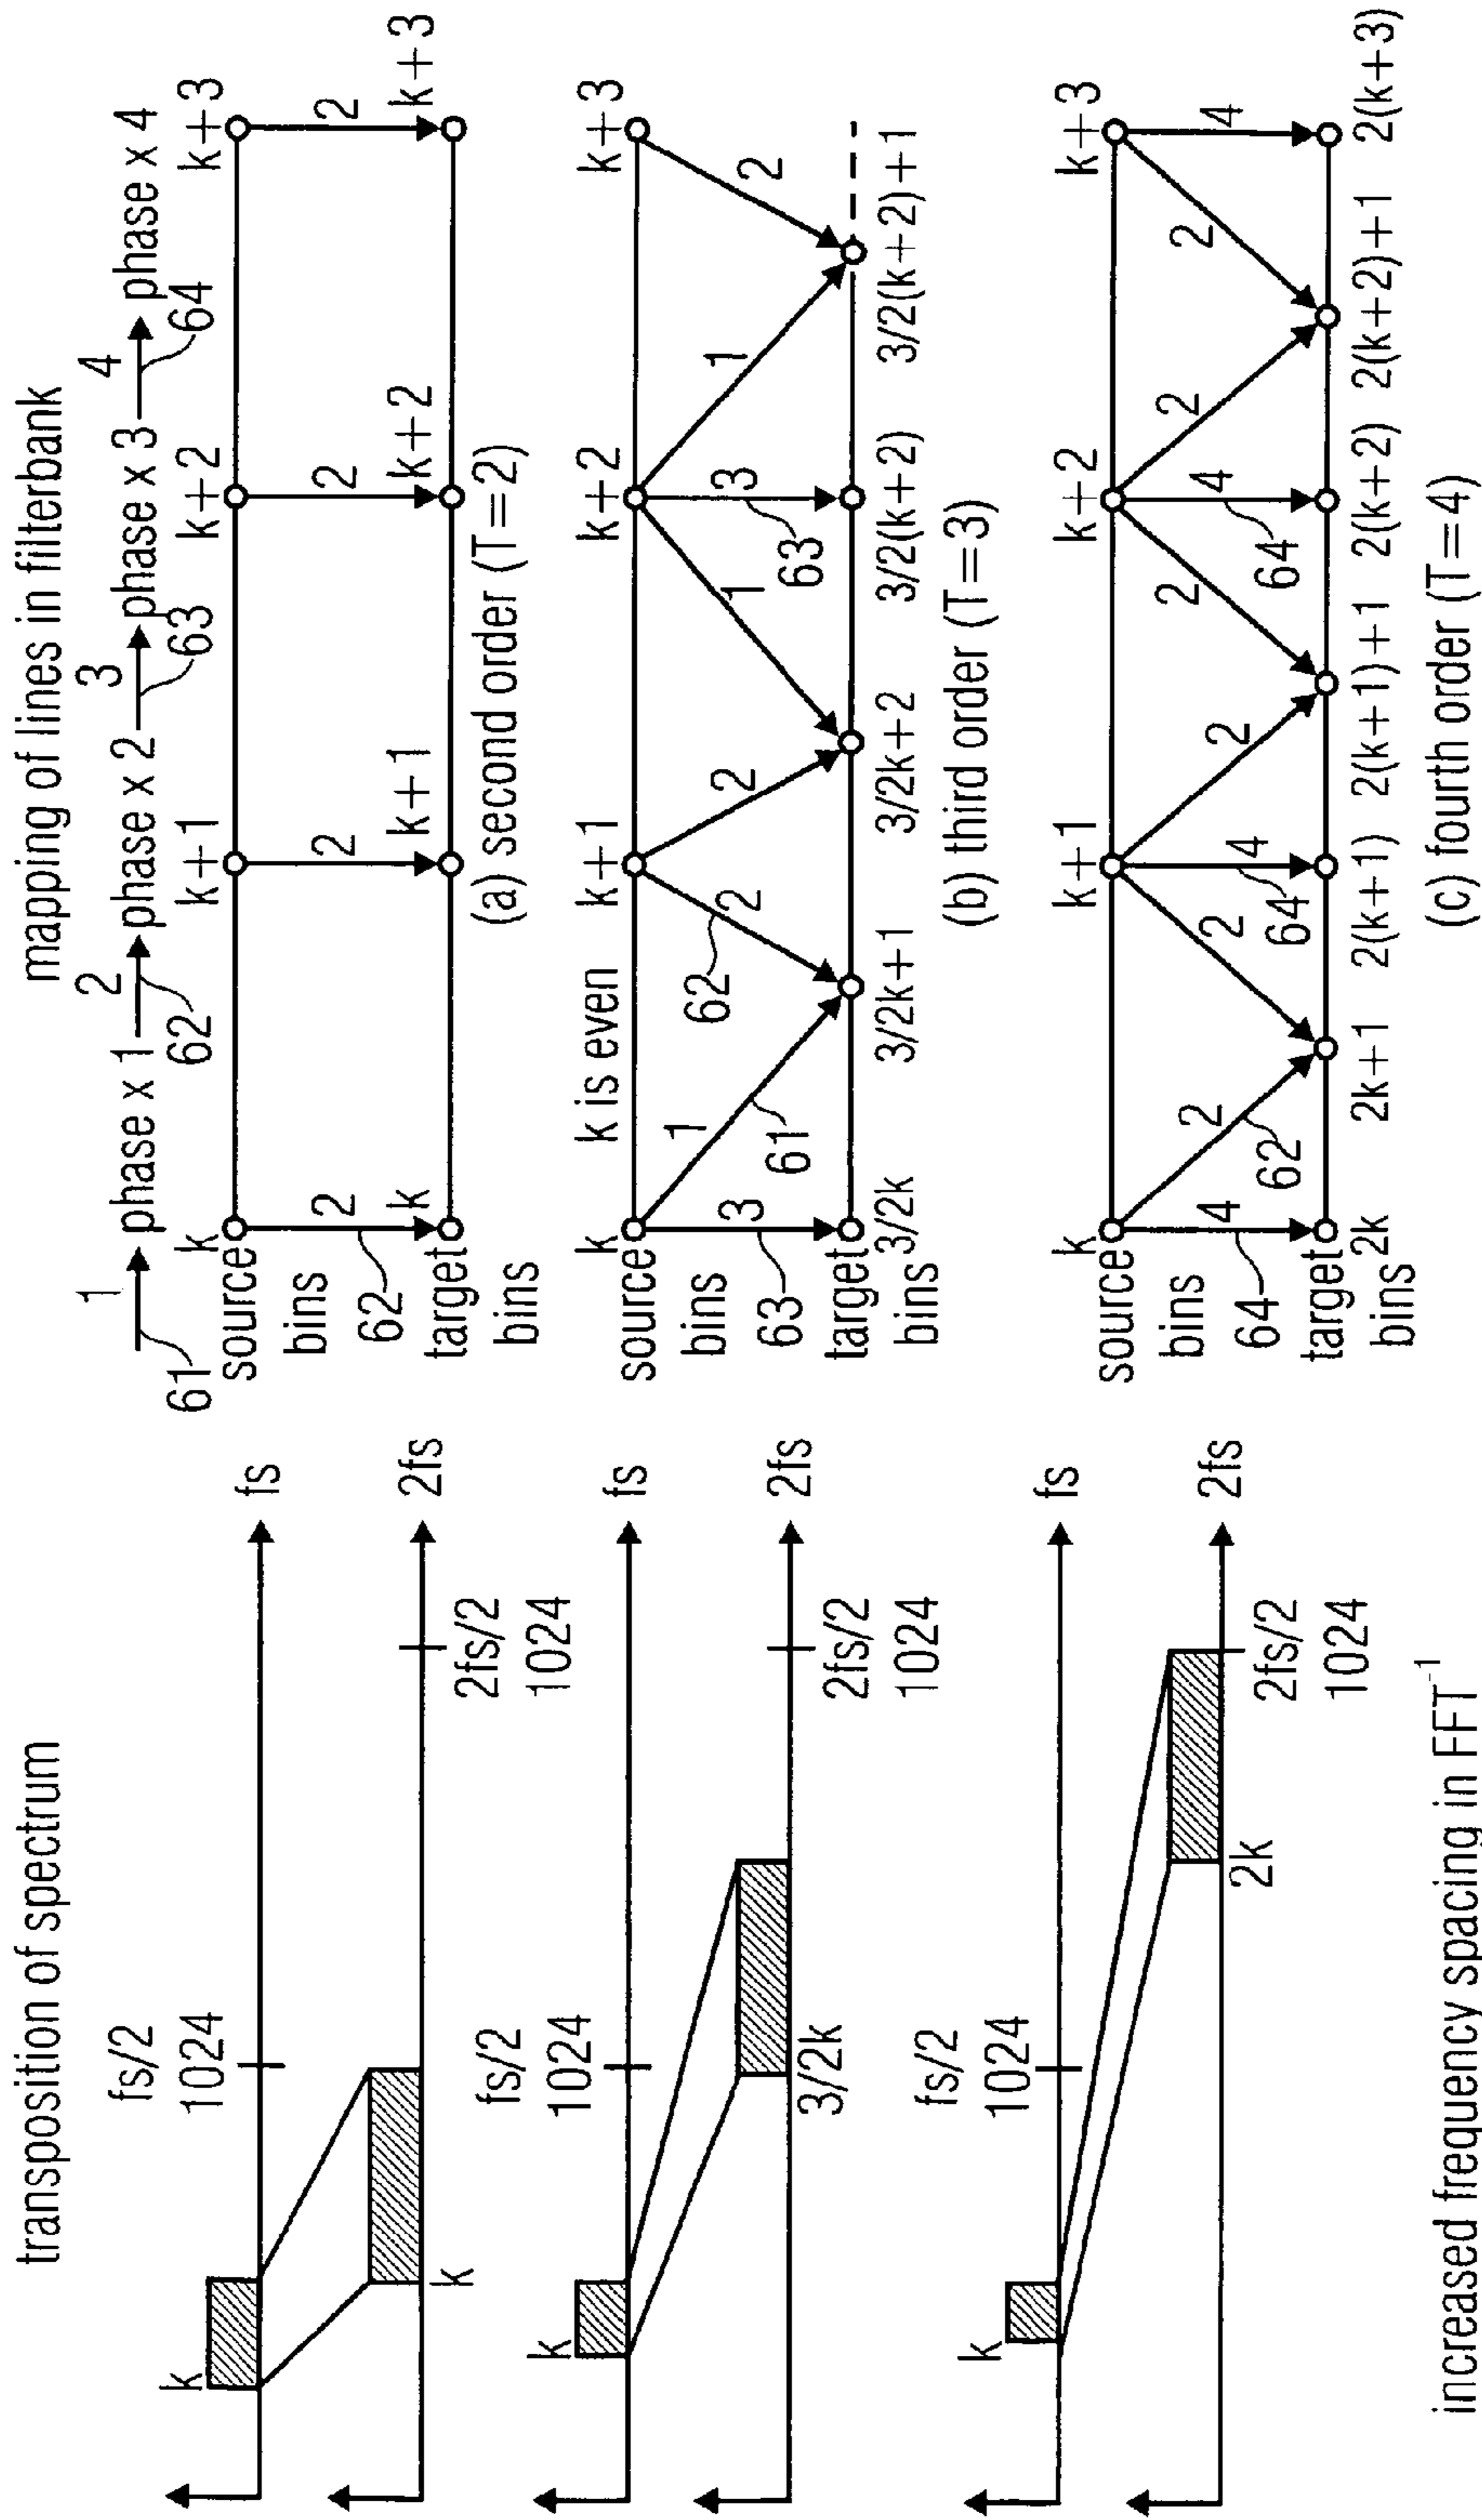 transposition of spectrum
k
fs/2
1024
fs
k
2fs/2
1024
2fs
k
fs/2
1024
fs
3/2k
2fs/2
1024
2fs
k
fs/2
1024
fs
2k
2fs/2
1024
2fs
increased frequency spacing in FFT⁻¹
mapping of lines in filterbank
1 2 3 4
phase x 1 phase x 2 phase x 3 phase x 4
61 62 63 64
source k k+1 k+2 k+3
bins 2 2 2 2
62
target k k+1 k+2 k+3
bins
(a) second order (T=2)
k is even
source k k+1 k+2 k+3
bins 3 1 2 2 1 3 1 2
63 61 62 63
target
bins 3/2k 3/2k+1 3/2k+2 3/2(k+2) 3/2(k+2)+1
(b) third order (T=3)
source k k+1 k+2 k+3
bins 4 2 2 4 2 2 4 2 2 4
64 62 64 64
target
bins 2k 2k+1 2(k+1) 2(k+1)+1 2(k+2) 2(k+2)+1 2(k+3)
(c) fourth order (T=4)